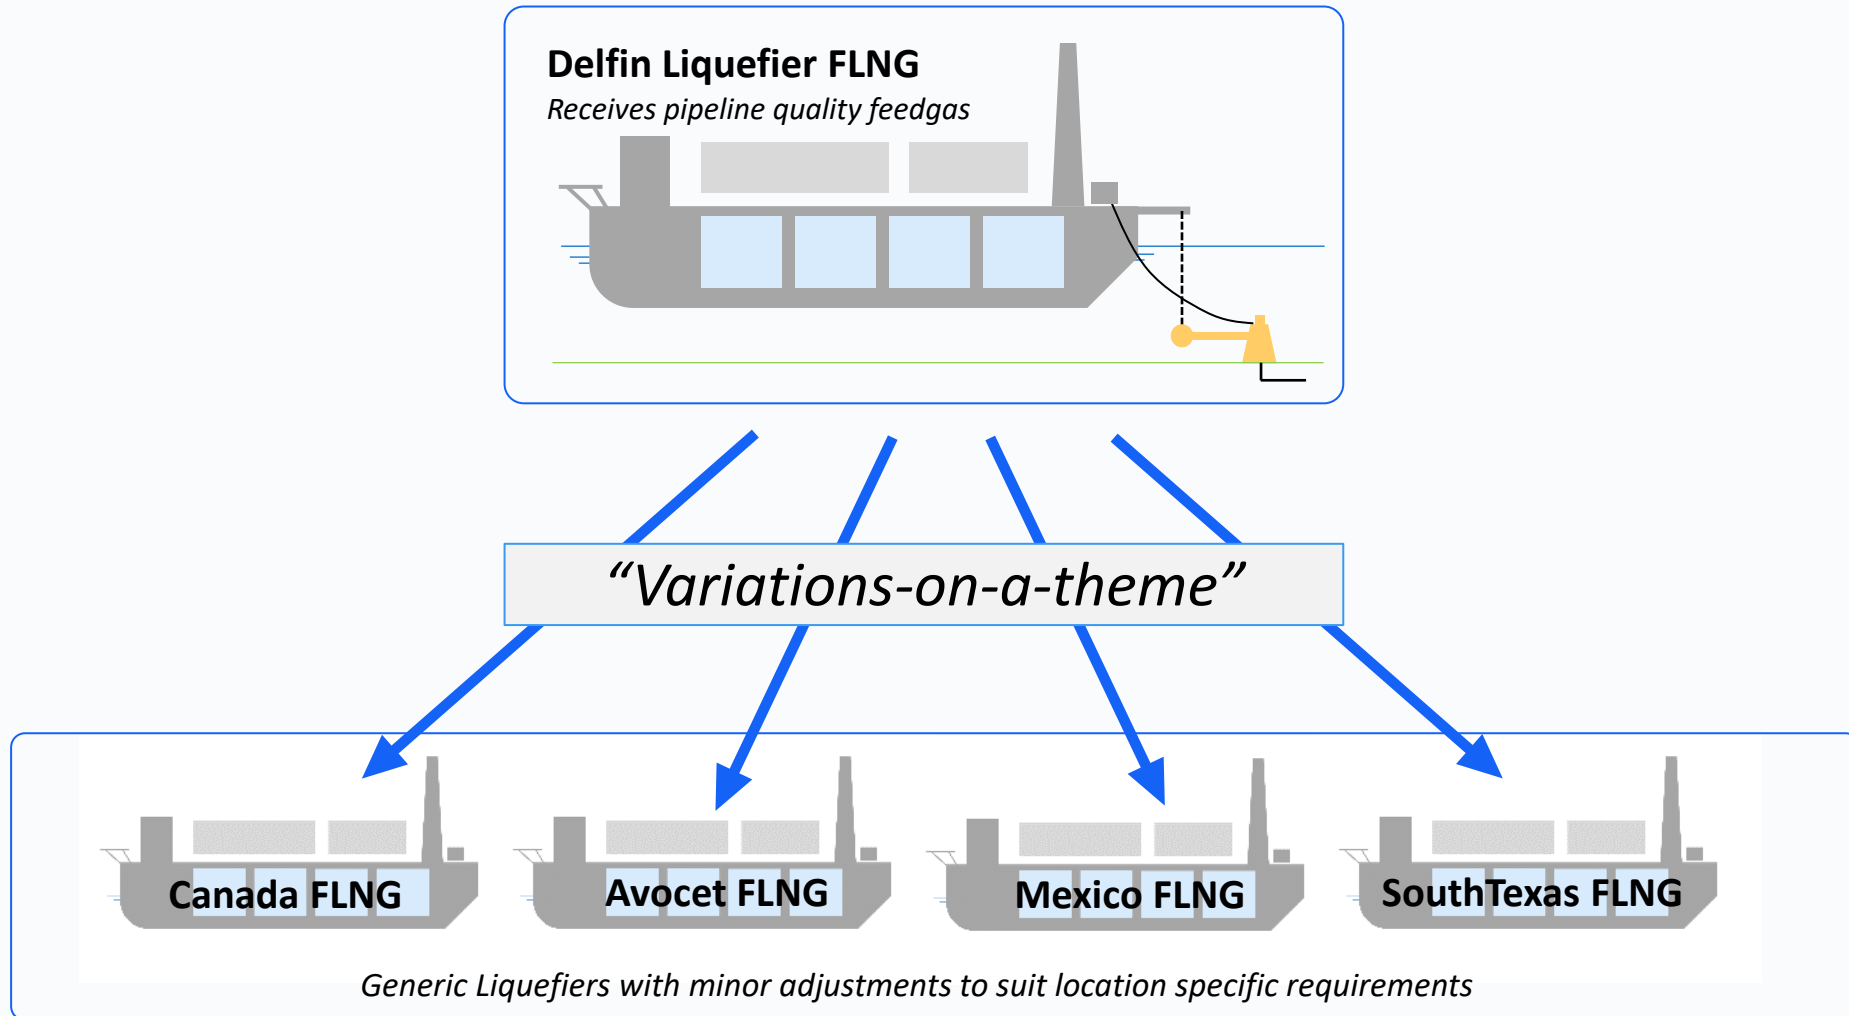 Delfin Liquefier FLNG
Receives pipeline quality feedgas
“Variations-on-a-theme”
Canada FLNG
Avocet FLNG
Mexico FLNG
SouthTexas FLNG
Generic Liquefiers with minor adjustments to suit location specific requirements